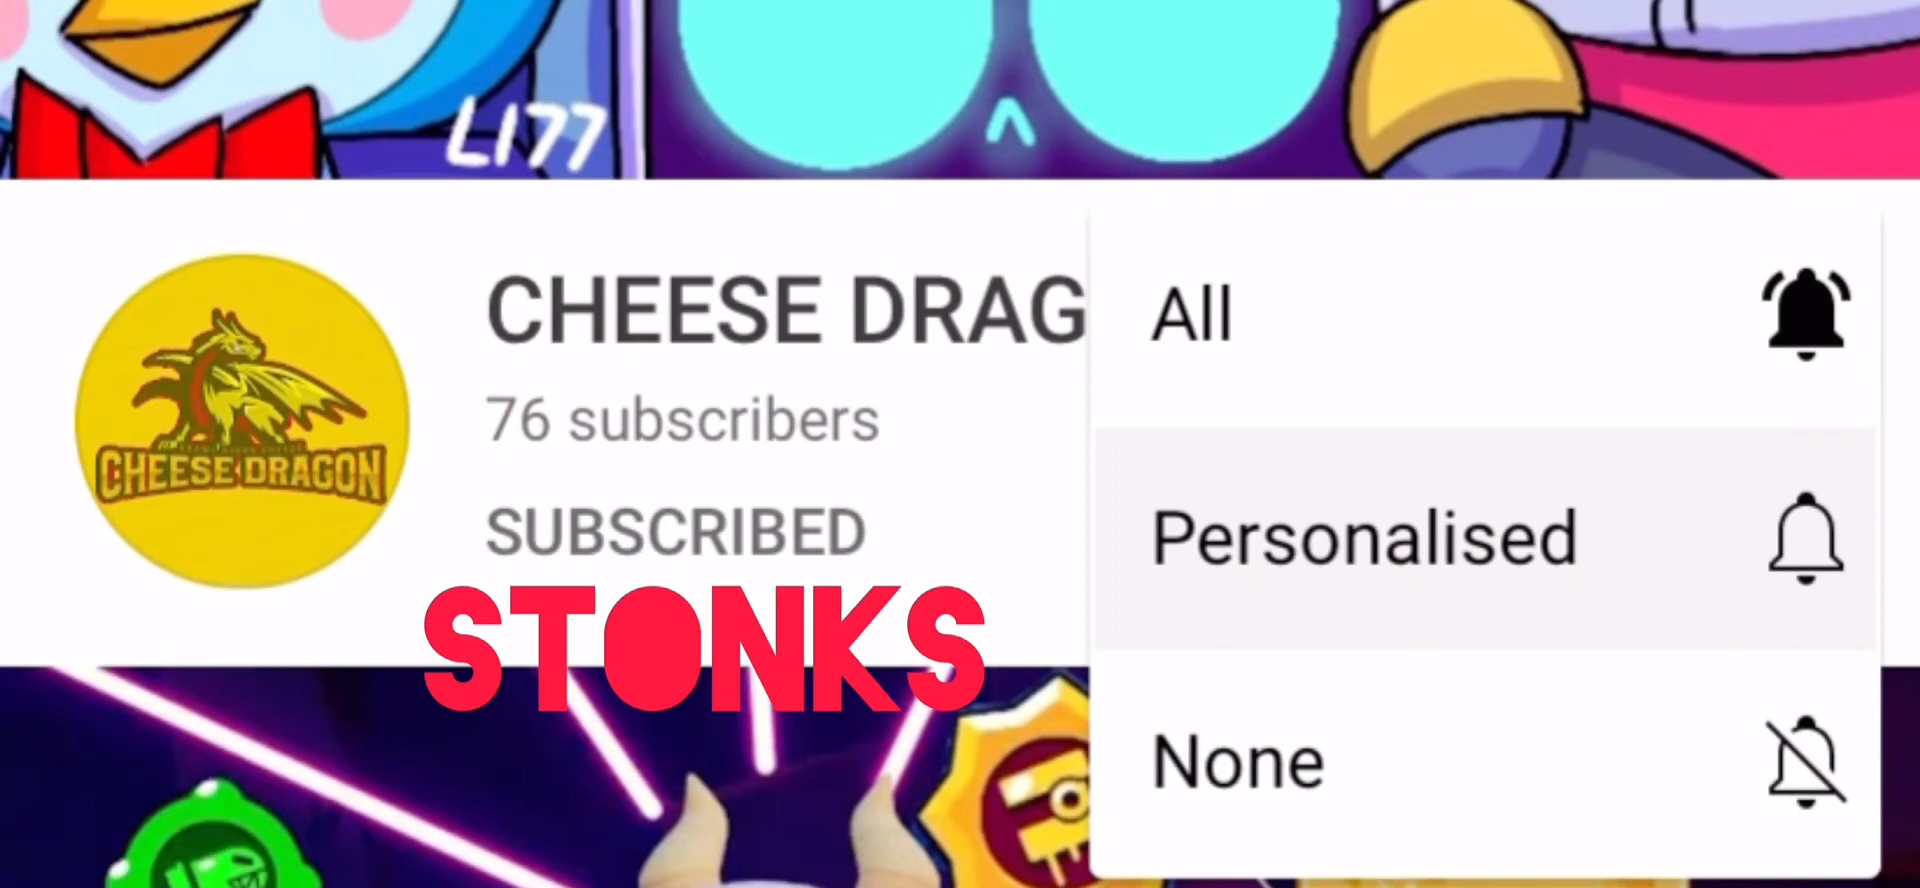 LI77
CHEESE DRAG
76 subscribers
SUBSCRIBED
CHEESE DRAGON
STONKS
All
Personalised
None